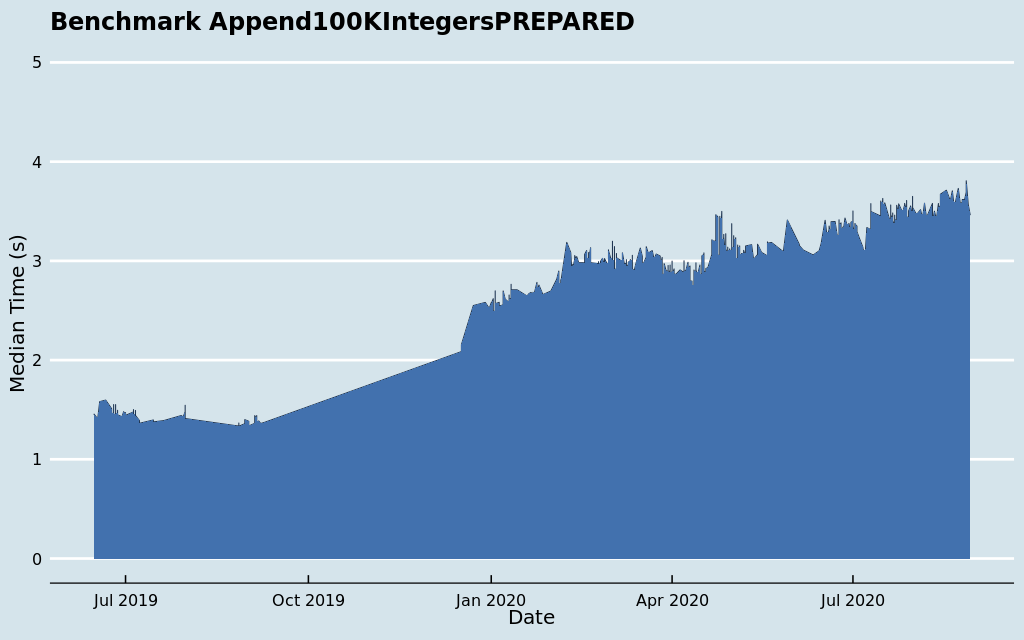 Benchmark Append100KIntegersPREPARED
5
4
3
2
1
0
Median Time (s)
Jul 2019 Oct 2019 Jan 2020 Apr 2020 Jul 2020
Date